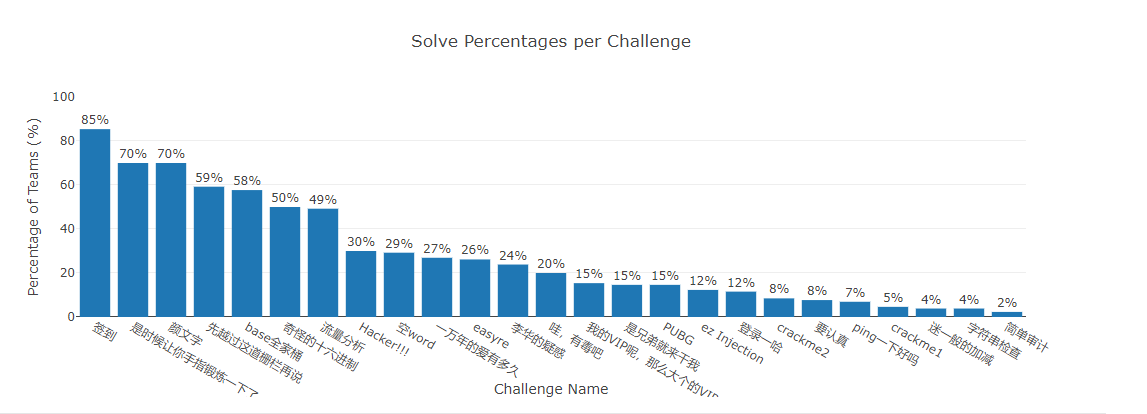 Solve Percentages per Challenge
Percentage of Teams (%)
100
80
60
40
20
0
85%
70%
70%
59%
58%
50%
49%
30%
29%
27%
26%
24%
20%
15%
15%
15%
12%
12%
8%
8%
7%
5%
4%
4%
2%
签到
是时候让你手指锻炼一下了
颜文字
先越过这道栅栏再说
base全家桶
奇怪的十六进制
流量分析
Hacker!!!
空word
一万年的爱有多久
easyre
李华的疑惑
哇，有毒吧
我的VIP呢，那么大个的VIP
是兄弟就来干我
PUBG
ez Injection
登录一哈
crackme2
要认真
ping一下好吗
crackme1
迷一般的加减
字符串检查
简单审计
Challenge Name